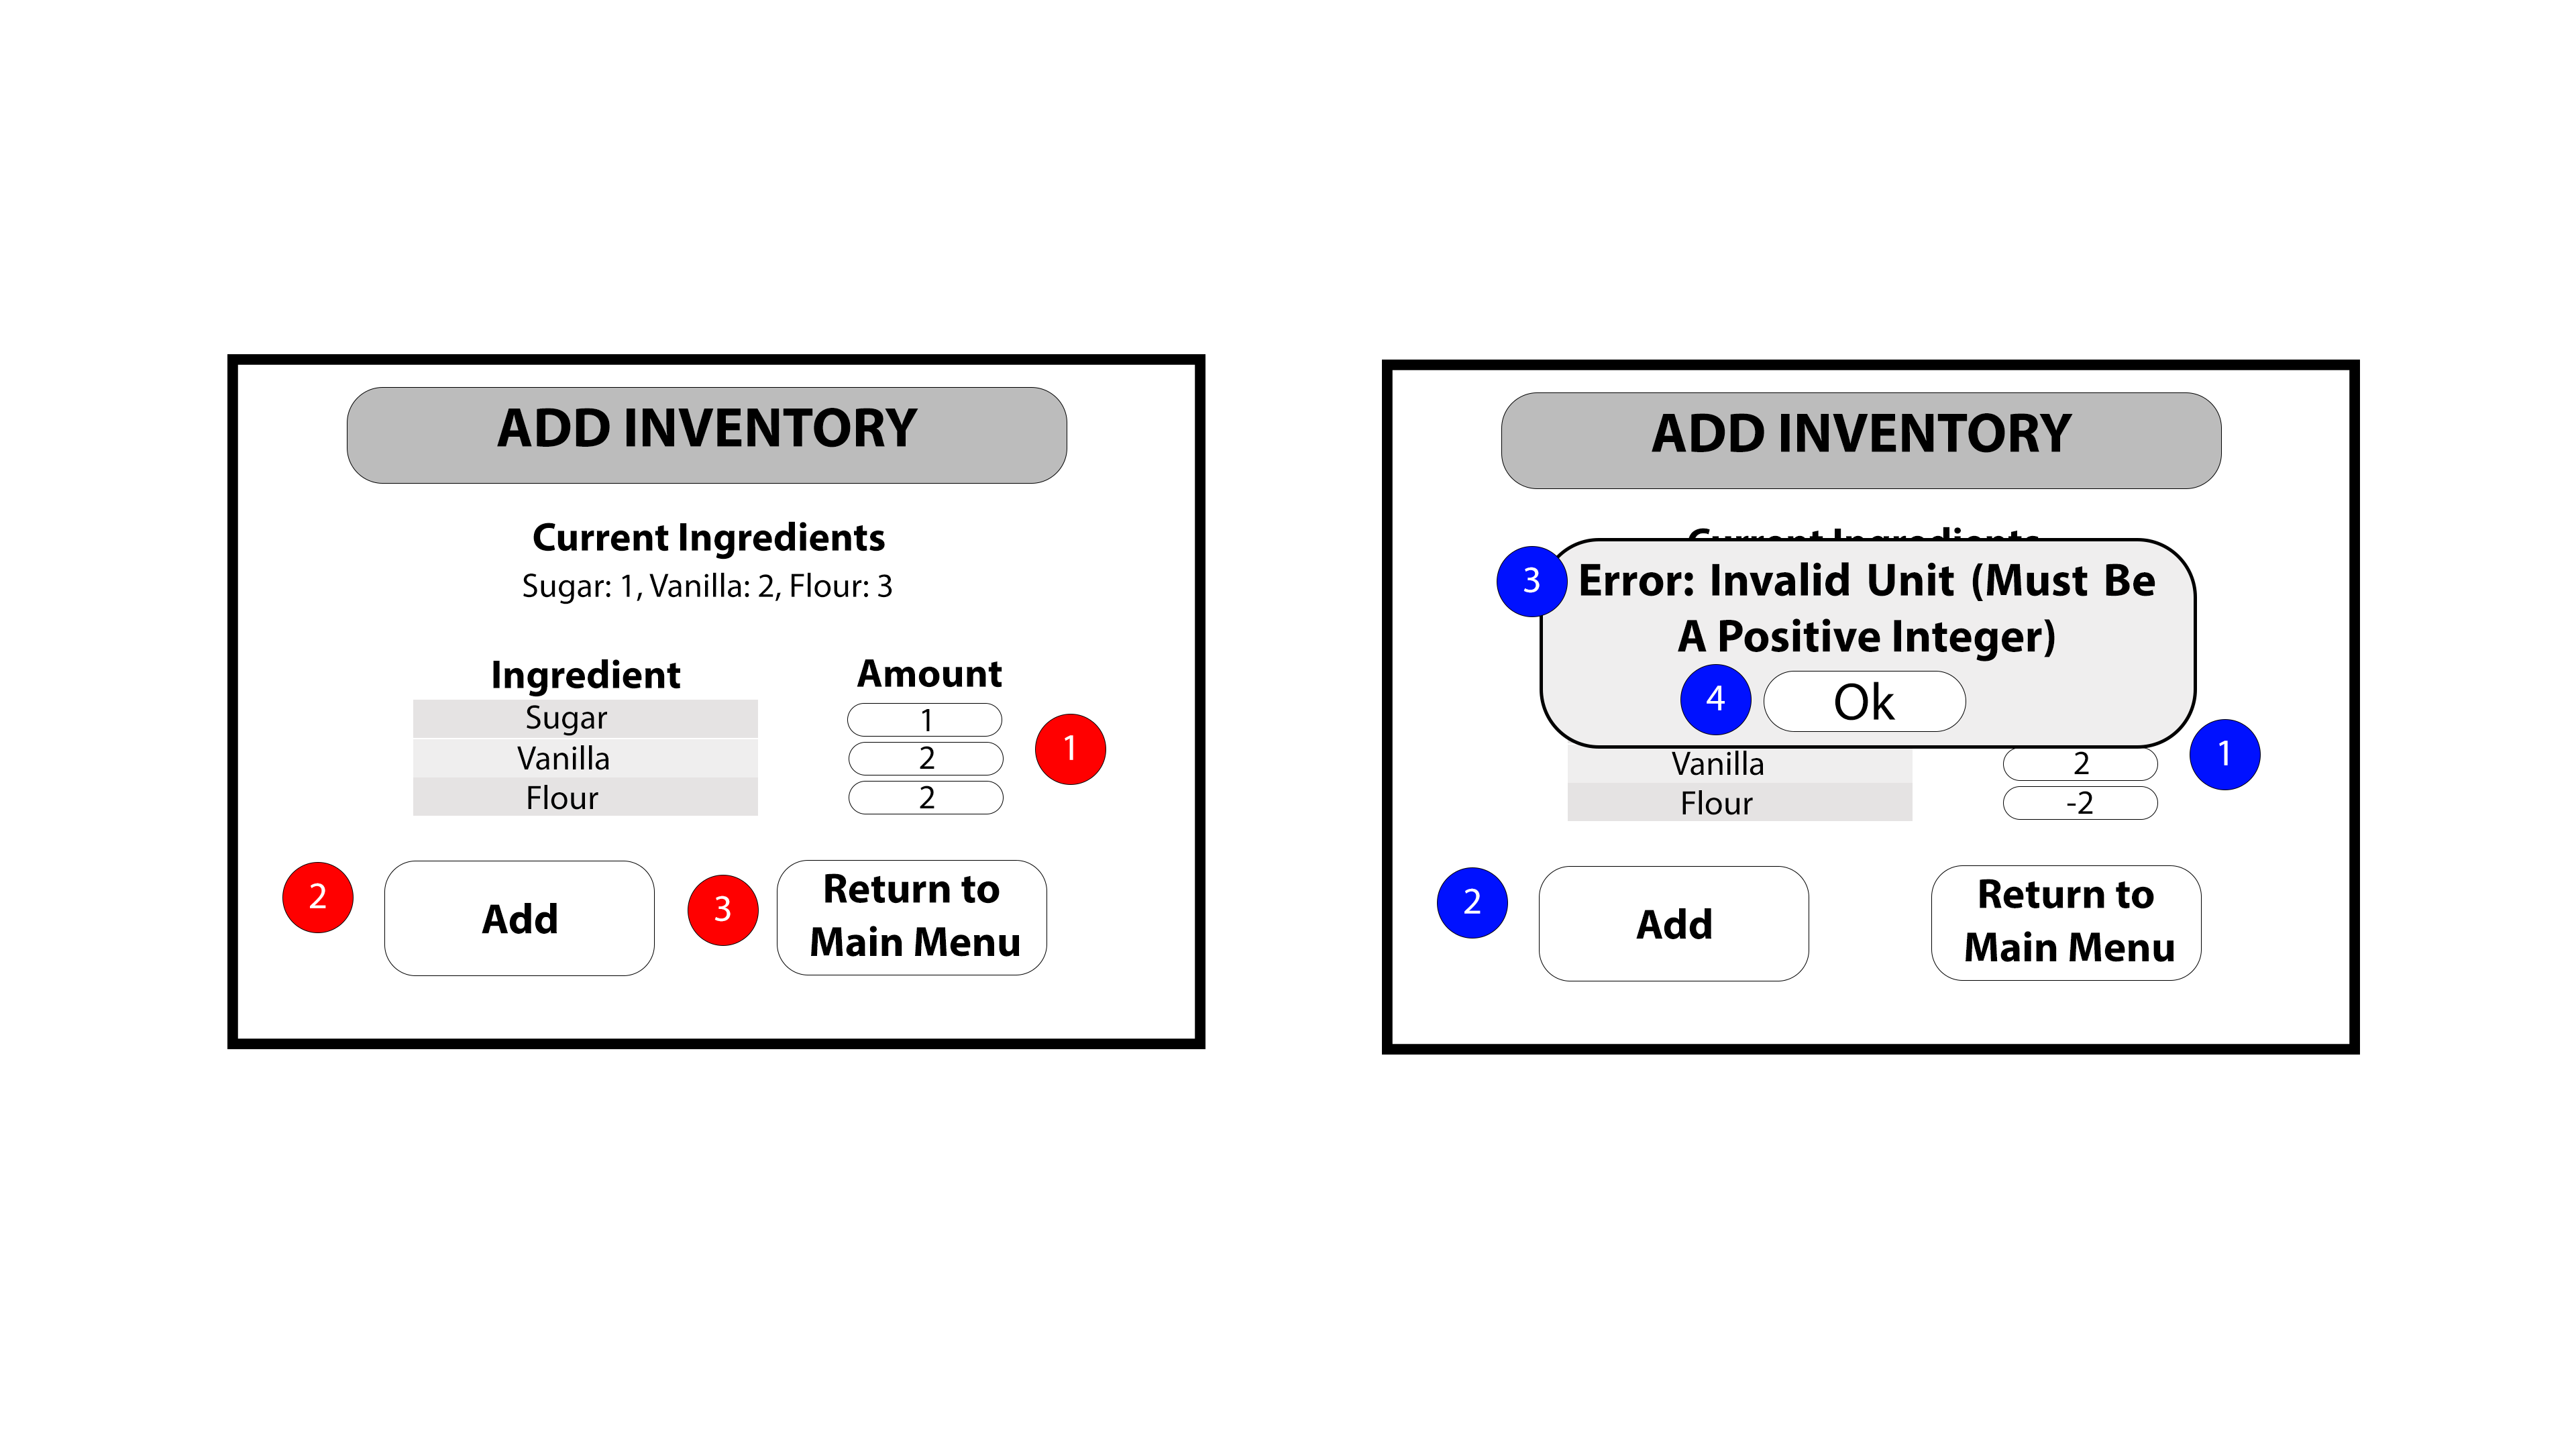 ADD INVENTORY
Current Ingredients
Sugar: 1, Vanilla: 2, Flour: 3
Ingredient Amount
Sugar 1
Vanilla 2
Flour 2
1
2
Add
3
Return to
Main Menu
ADD INVENTORY
Current Ingredients
3
Error: Invalid Unit (Must Be
A Positive Integer)
4
Ok
1
Vanilla 2
Flour -2
2
Add
Return to
Main Menu